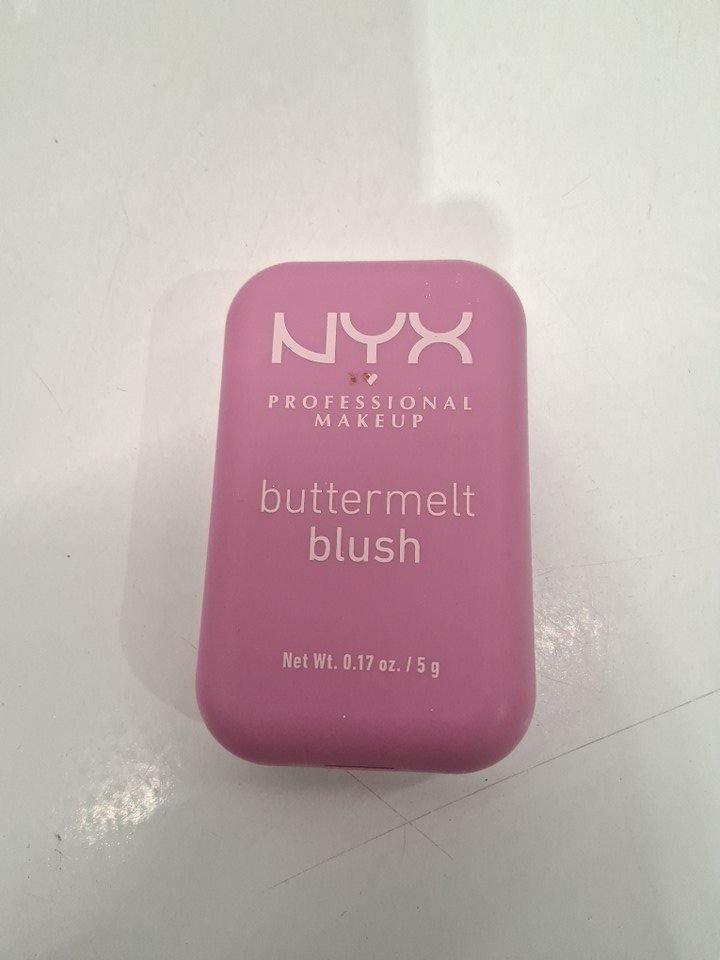 NYX
PROFESSIONAL
MAKEUP
buttermelt
blush
Net Wt. 0.17 oz. / 5 g